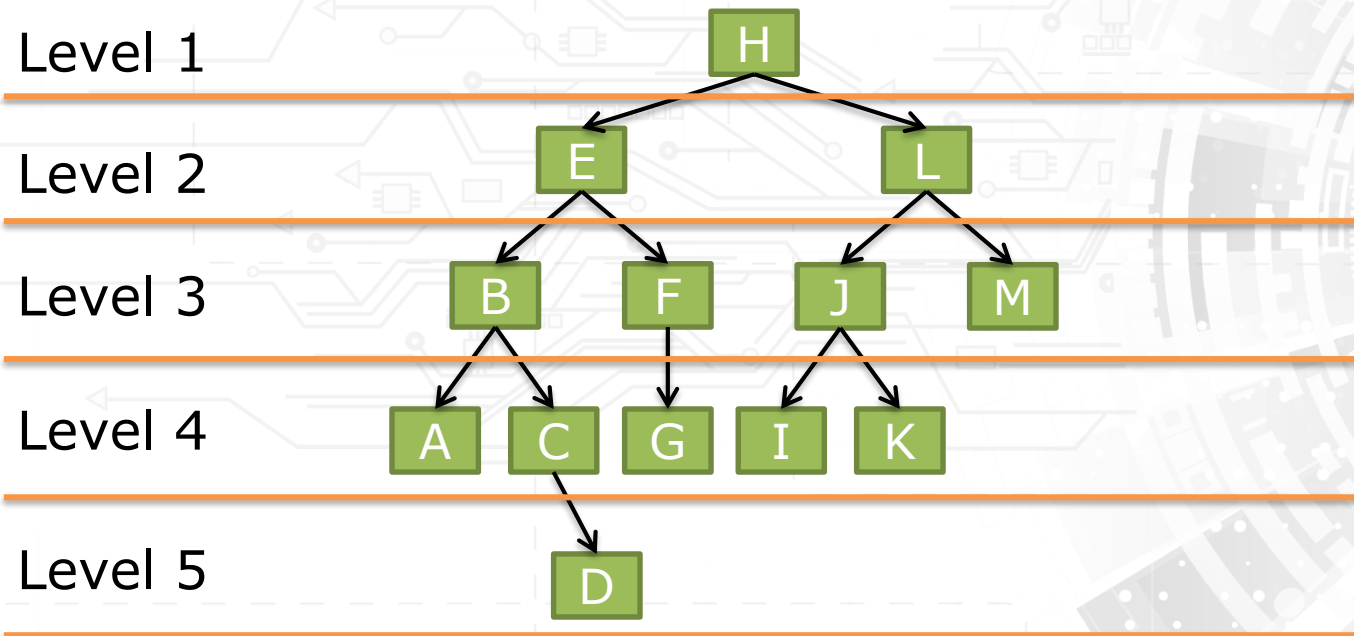 Level 1
H
Level 2
E L
Level 3
B F J M
Level 4
A C G I K
Level 5
D